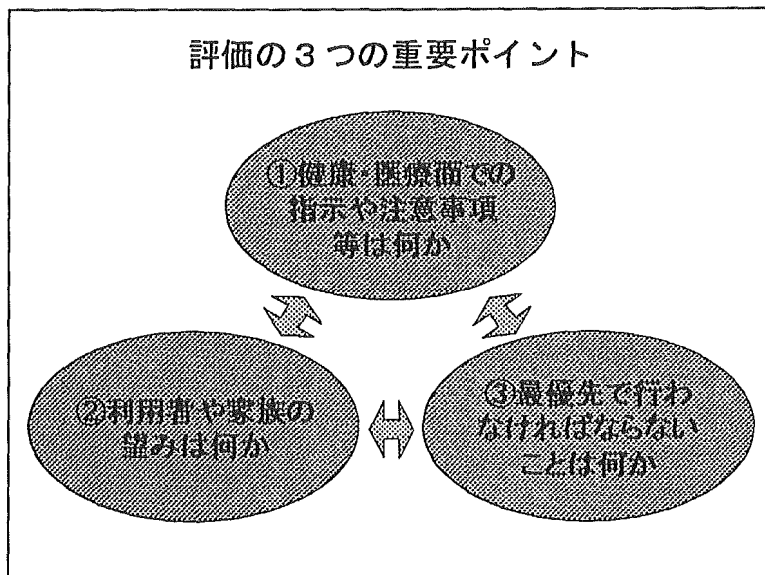 評価の3つの重要ポイント
①健康・医療面での
指示や注意事項
等は何か
②利用者や家族の
望みは何か
③最優先で行わ
なければならない
ことは何か